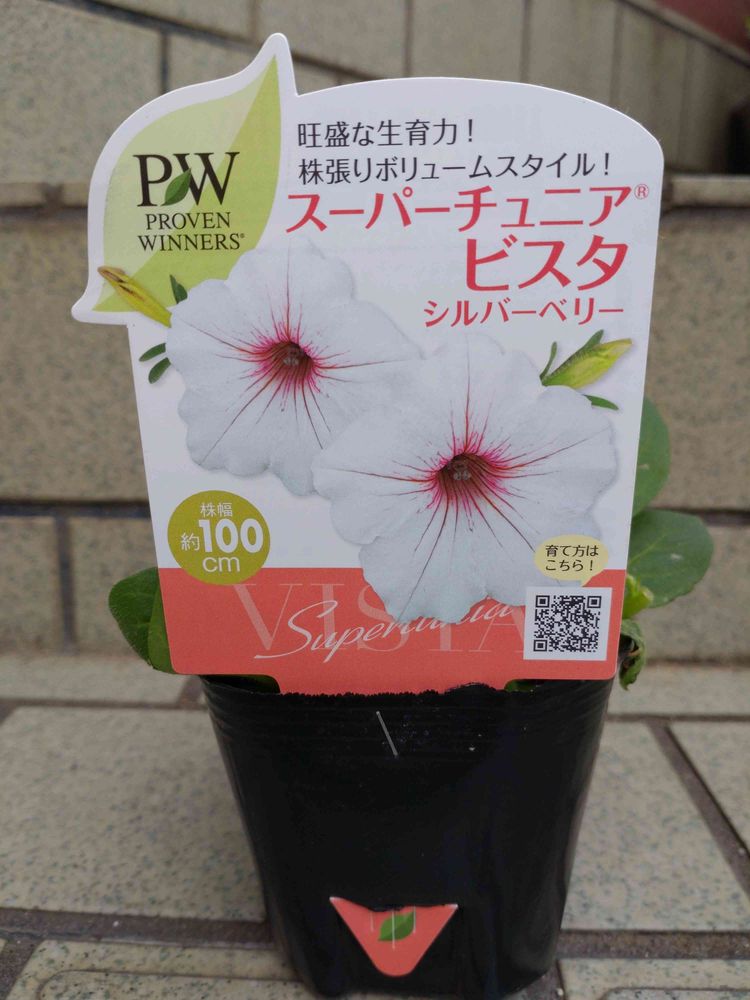 旺盛な生育力!
株張りボリュームスタイル!
PW
PROVEN
WINNERS®
スーパーチュニア®
ビスタ
シルバーベリー
株幅
約100
cm
育て方は
こちら!
VISTA
Supertunia